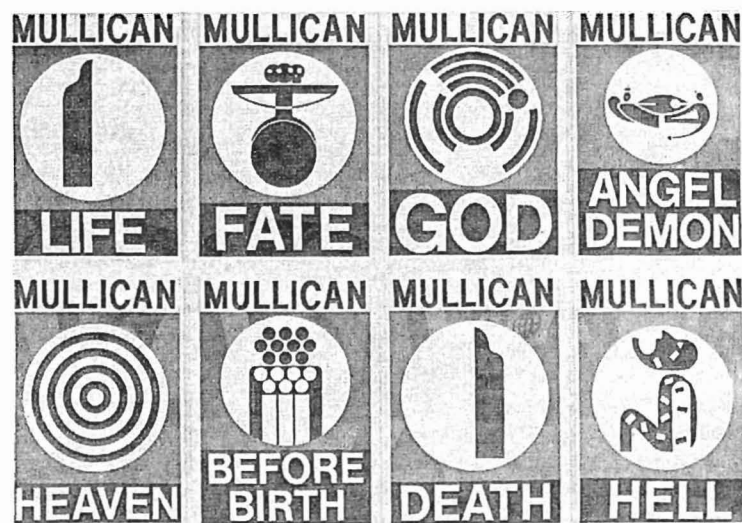 MULLICAN MULLICAN MULLICAN MULLICAN
LIFE FATE GOD ANGEL
DEMON
MULLICAN MULLICAN MULLICAN MULLICAN
HEAVEN BEFORE DEATH HELL
BIRTH